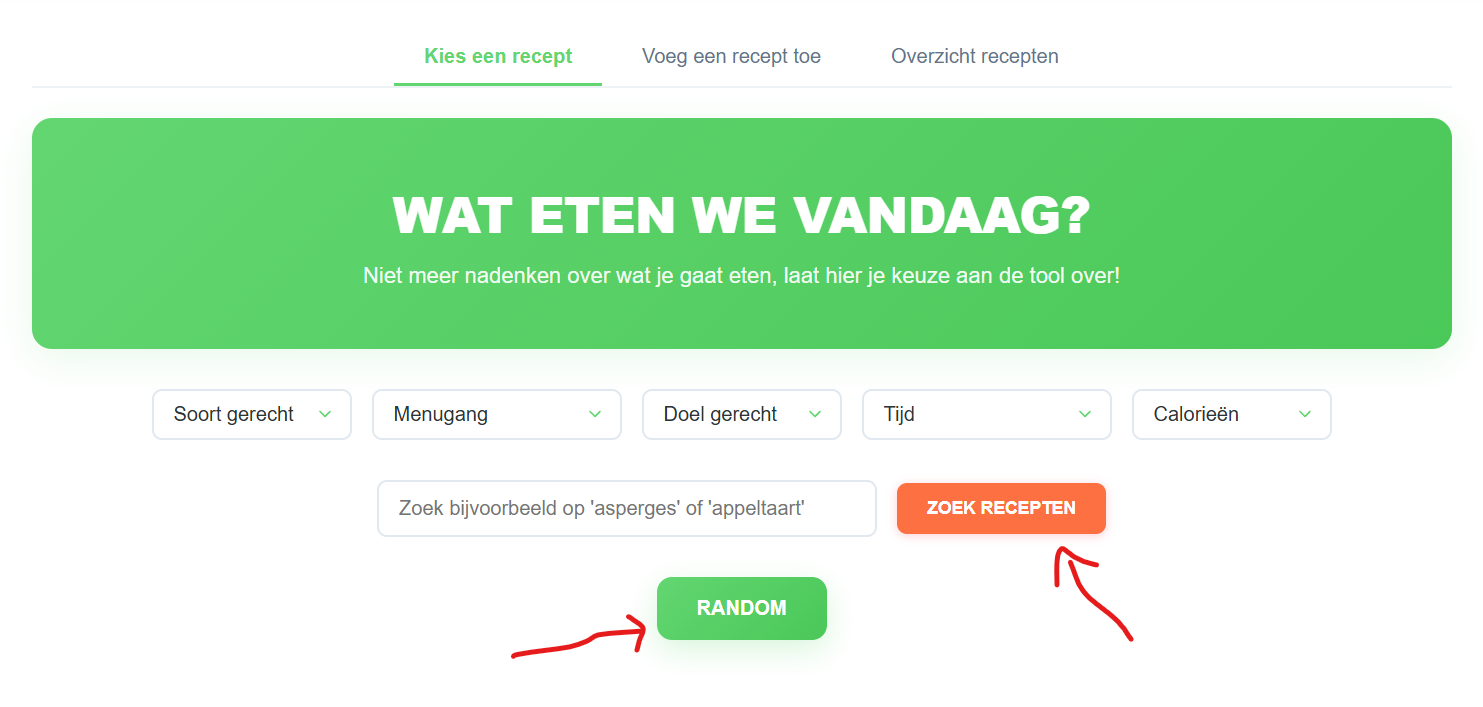 Kies een recept
Voeg een recept toe
Overzicht recepten
WAT ETEN WE VANDAAG?
Niet meer nadenken over wat je gaat eten, laat hier je keuze aan de tool over!
Soort gerecht
Menugang
Doel gerecht
Tijd
Calorieën
Zoek bijvoorbeeld op 'asperges' of 'appeltaart'
ZOEK RECEPTEN
RANDOM